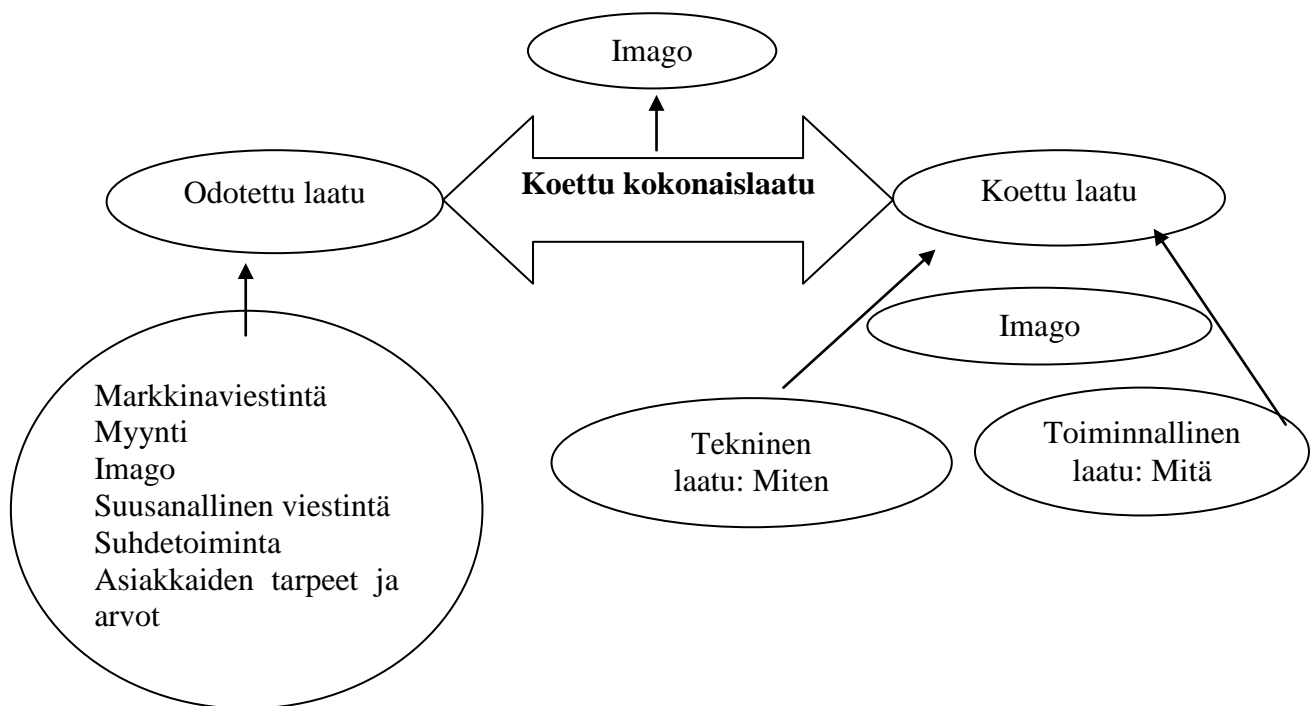 Imago
Odotettu laatu
Koettu kokonaislaatu
Koettu laatu
Imago
Markkinaviestintä
Myynti
Imago
Suusanallinen viestintä
Suhdetoiminta
Asiakkaiden tarpeet ja
arvot
Tekninen
laatu: Miten
Toiminnallinen
laatu: Mitä